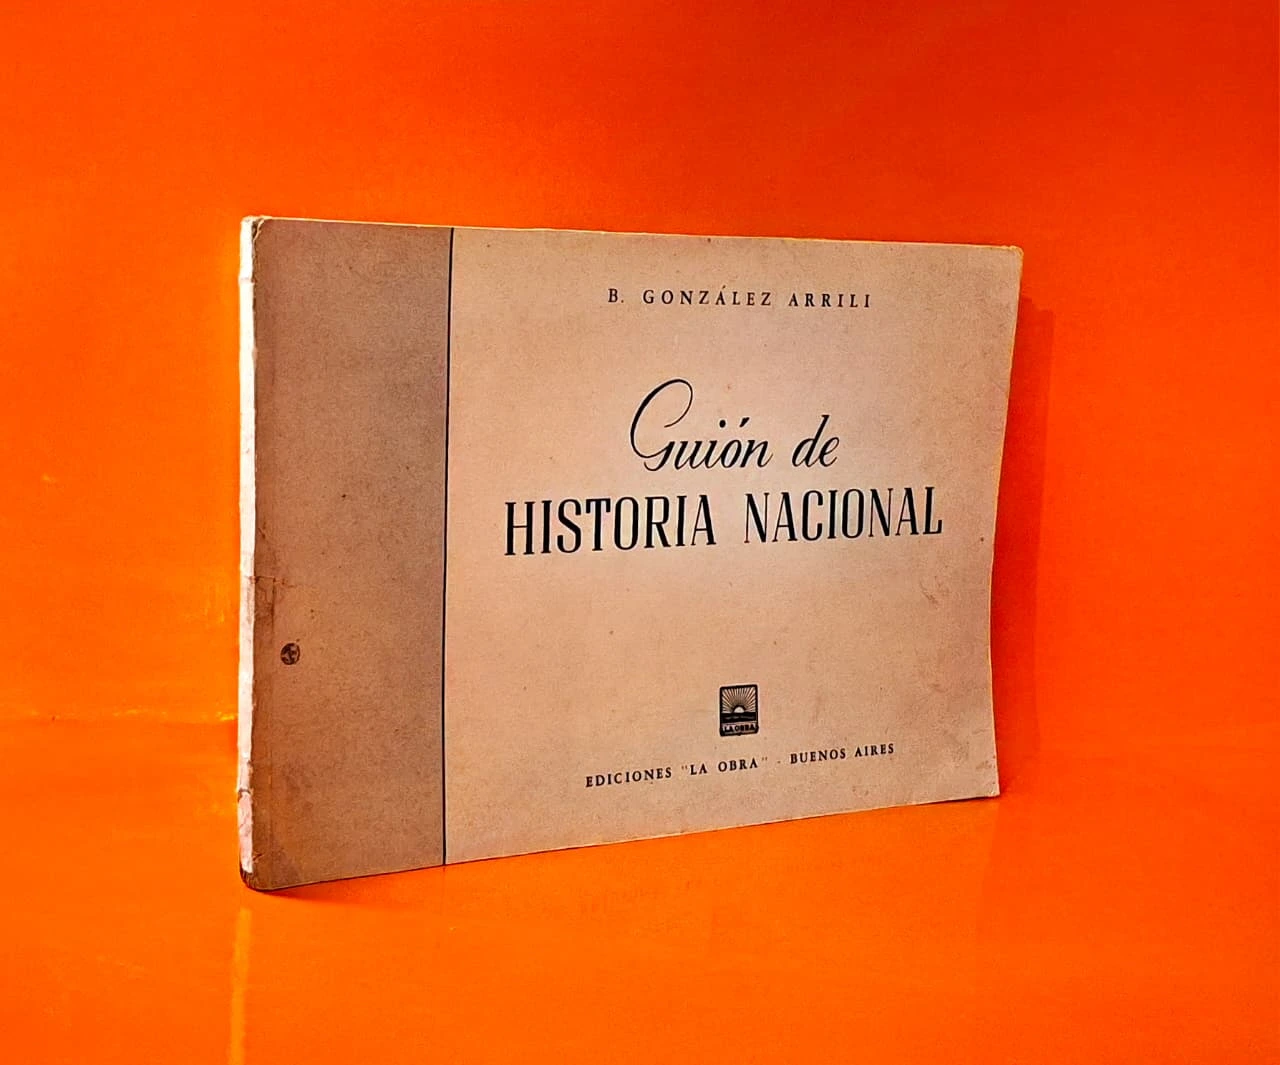 B. GONZÁLEZ ARRILI
Guión de
HISTORIA NACIONAL
LA OBRA
EDICIONES "LA OBRA" - BUENOS AIRES